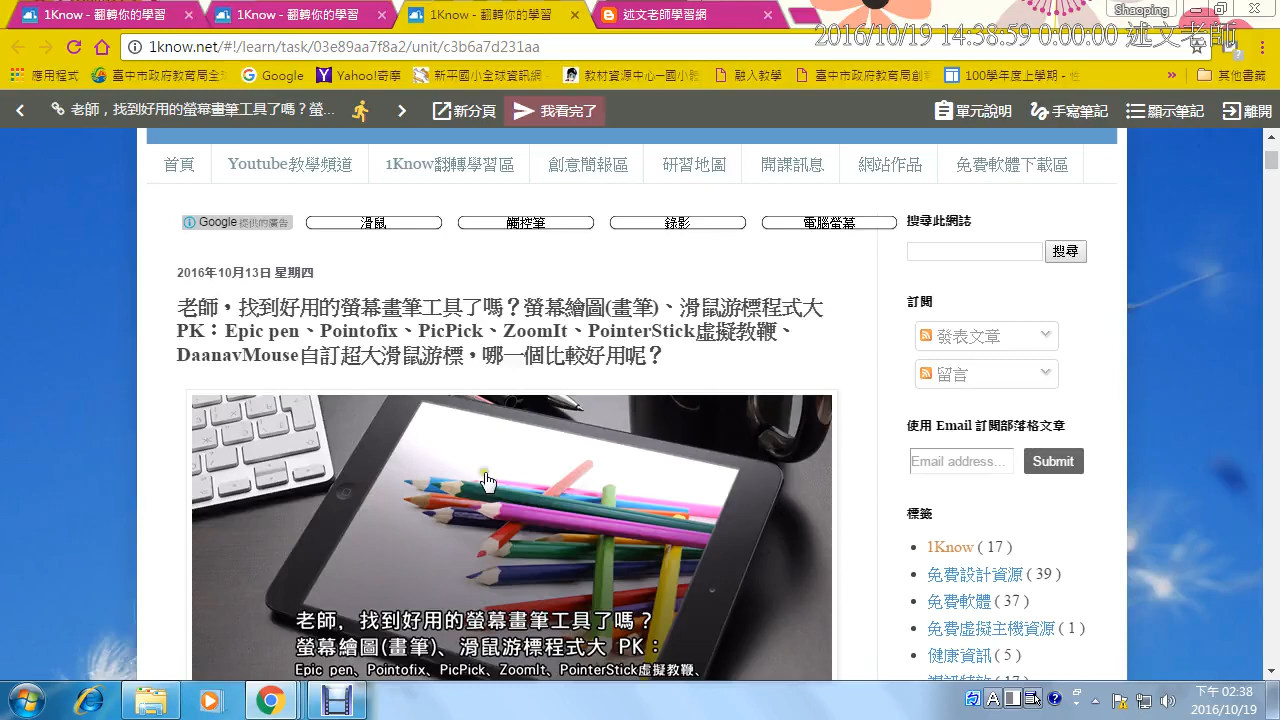 1Know - 翻轉你的學習
1Know - 翻轉你的學習
1Know - 翻轉你的學習
述文老師學習網
Shaoping
2016/10/19 14:38:59 0:00:00 述文老師
1know.net/#!/learn/task/03e89aa7f8a2/unit/c3b6a7d231aa
應用程式
臺中市政府教育局全
Google
Yahoo!奇摩
新平國小全球資訊網
教材資源中心--國小
融入教學
臺中市政府教育局創
100學年度上學期 -
其他書籤
老師，找到好用的螢幕畫筆工具了嗎？螢...
新分頁
我看完了
單元說明
手寫筆記
顯示筆記
離開
首頁
Youtube教學頻道
1Know翻轉學習區
創意簡報區
研習地圖
開課訊息
網站作品
免費軟體下載區
Google 提供的廣告
滑鼠
觸控筆
錄影
電腦螢幕
2016年10月13日 星期四
老師，找到好用的螢幕畫筆工具了嗎？螢幕繪圖(畫筆)、滑鼠游標程式大
PK：Epic pen、Pointofix、PicPick、ZoomIt、PointerStick虛擬教鞭、
DaanavMouse自訂超大滑鼠游標，哪一個比較好用呢？
老師，找到好用的螢幕畫筆工具了嗎？
螢幕繪圖(畫筆)、滑鼠游標程式大 PK：
Epic pen、Pointofix、PicPick、ZoomIt、PointerStick虛擬教鞭、
搜尋此網誌
搜尋
訂閱
發表文章
留言
使用 Email 訂閱部落格文章
Email address...
Submit
標籤
1Know ( 17 )
免費設計資源 ( 39 )
免費軟體 ( 37 )
免費虛擬主機資源 ( 1 )
健康資訊 ( 5 )
下午 02:38
2016/10/19